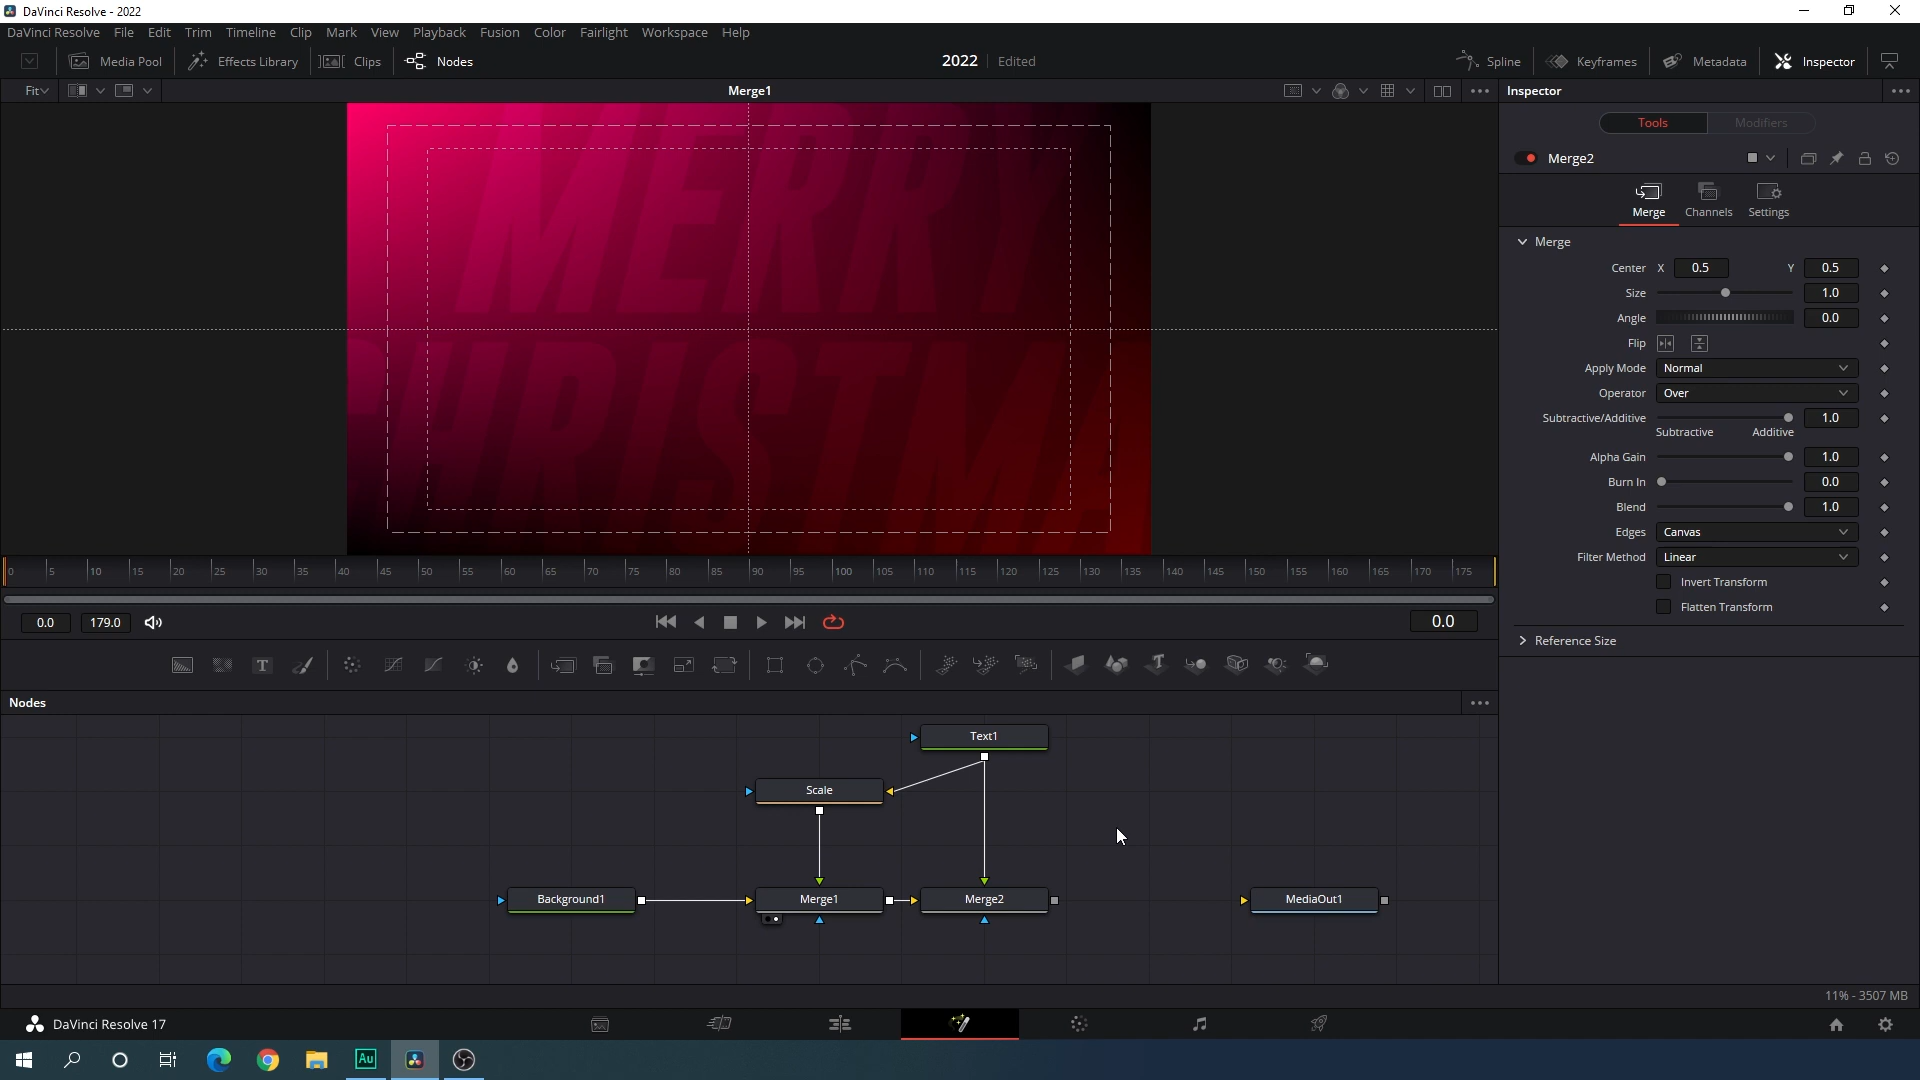 DaVinci Resolve - 2022
DaVinci Resolve File Edit Trim Timeline Clip Mark View Playback Fusion Color Fairlight Workspace Help
Media Pool Effects Library Clips Nodes 2022 Edited Spline Keyframes Metadata Inspector
Fit Merge1 Inspector
Tools Modifiers
Merge2
Merge Channels Settings
Merge
Center X 0.5 Y 0.5
Size 1.0
Angle 0.0
Flip
Apply Mode Normal
Operator Over
Subtractive/Additive 1.0
Subtractive Additive
Alpha Gain 1.0
Burn In 0.0
Blend 1.0
Edges Canvas
Filter Method Linear
Invert Transform
Flatten Transform
Reference Size
MERRY
CHRISTMA
0 5 10 15 20 25 30 35 40 45 50 55 60 65 70 75 80 85 90 95 100 105 110 115 120 125 130 135 140 145 150 155 160 165 170 175
0.0 179.0 0.0
T T
Nodes
Text1
Scale
Background1 Merge1 Merge2 MediaOut1
11% - 3507 MB
DaVinci Resolve 17
Au